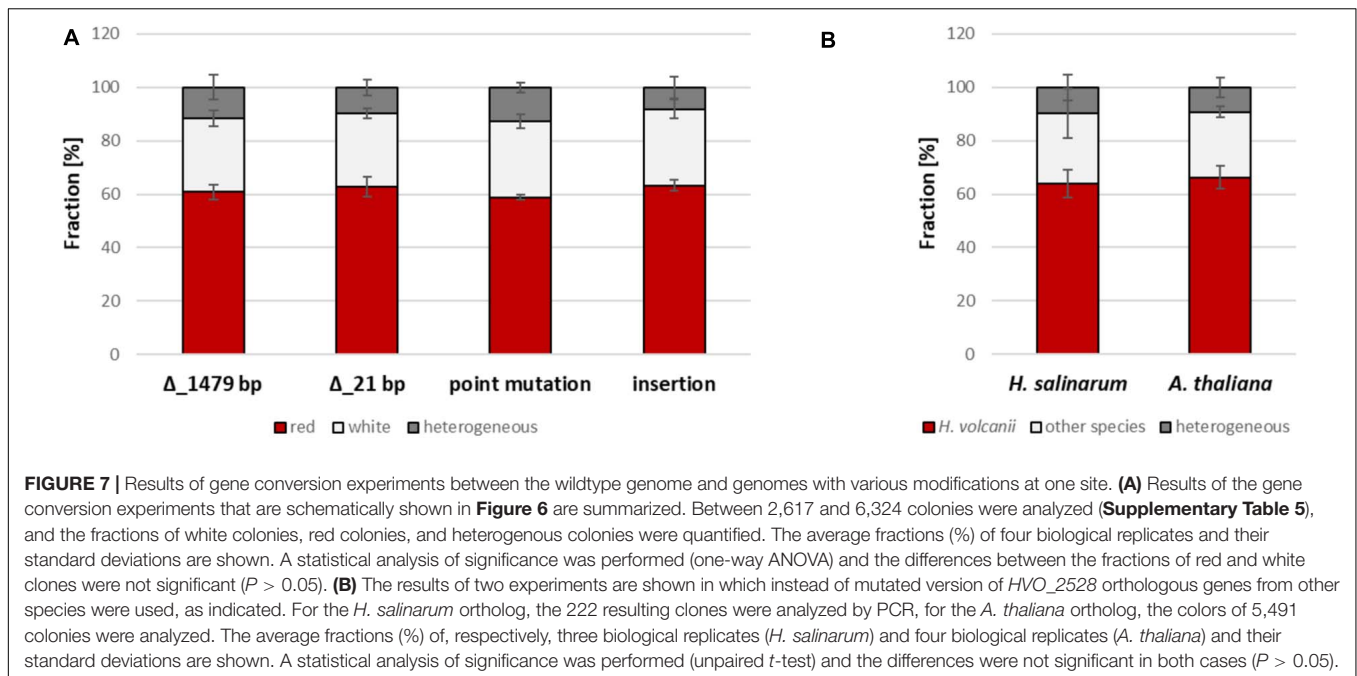 A
120
100
80
60
40
20
0
Fraction [%]
Δ_1479 bp Δ_21 bp point mutation insertion
red white heterogeneous
B
120
100
80
60
40
20
0
Fraction [%]
H. salinarum A. thaliana
H. volcanii other species heterogeneous
FIGURE 7 | Results of gene conversion experiments between the wildtype genome and genomes with various modifications at one site. (A) Results of the gene
conversion experiments that are schematically shown in Figure 6 are summarized. Between 2,617 and 6,324 colonies were analyzed (Supplementary Table 5),
and the fractions of white colonies, red colonies, and heterogenous colonies were quantified. The average fractions (%) of four biological replicates and their
standard deviations are shown. A statistical analysis of significance was performed (one-way ANOVA) and the differences between the fractions of red and white
clones were not significant (P > 0.05). (B) The results of two experiments are shown in which instead of mutated version of HVO_2528 orthologous genes from other
species were used, as indicated. For the H. salinarum ortholog, the 222 resulting clones were analyzed by PCR, for the A. thaliana ortholog, the colors of 5,491
colonies were analyzed. The average fractions (%) of, respectively, three biological replicates (H. salinarum) and four biological replicates (A. thaliana) and their
standard deviations are shown. A statistical analysis of significance was performed (unpaired t-test) and the differences were not significant in both cases (P > 0.05).